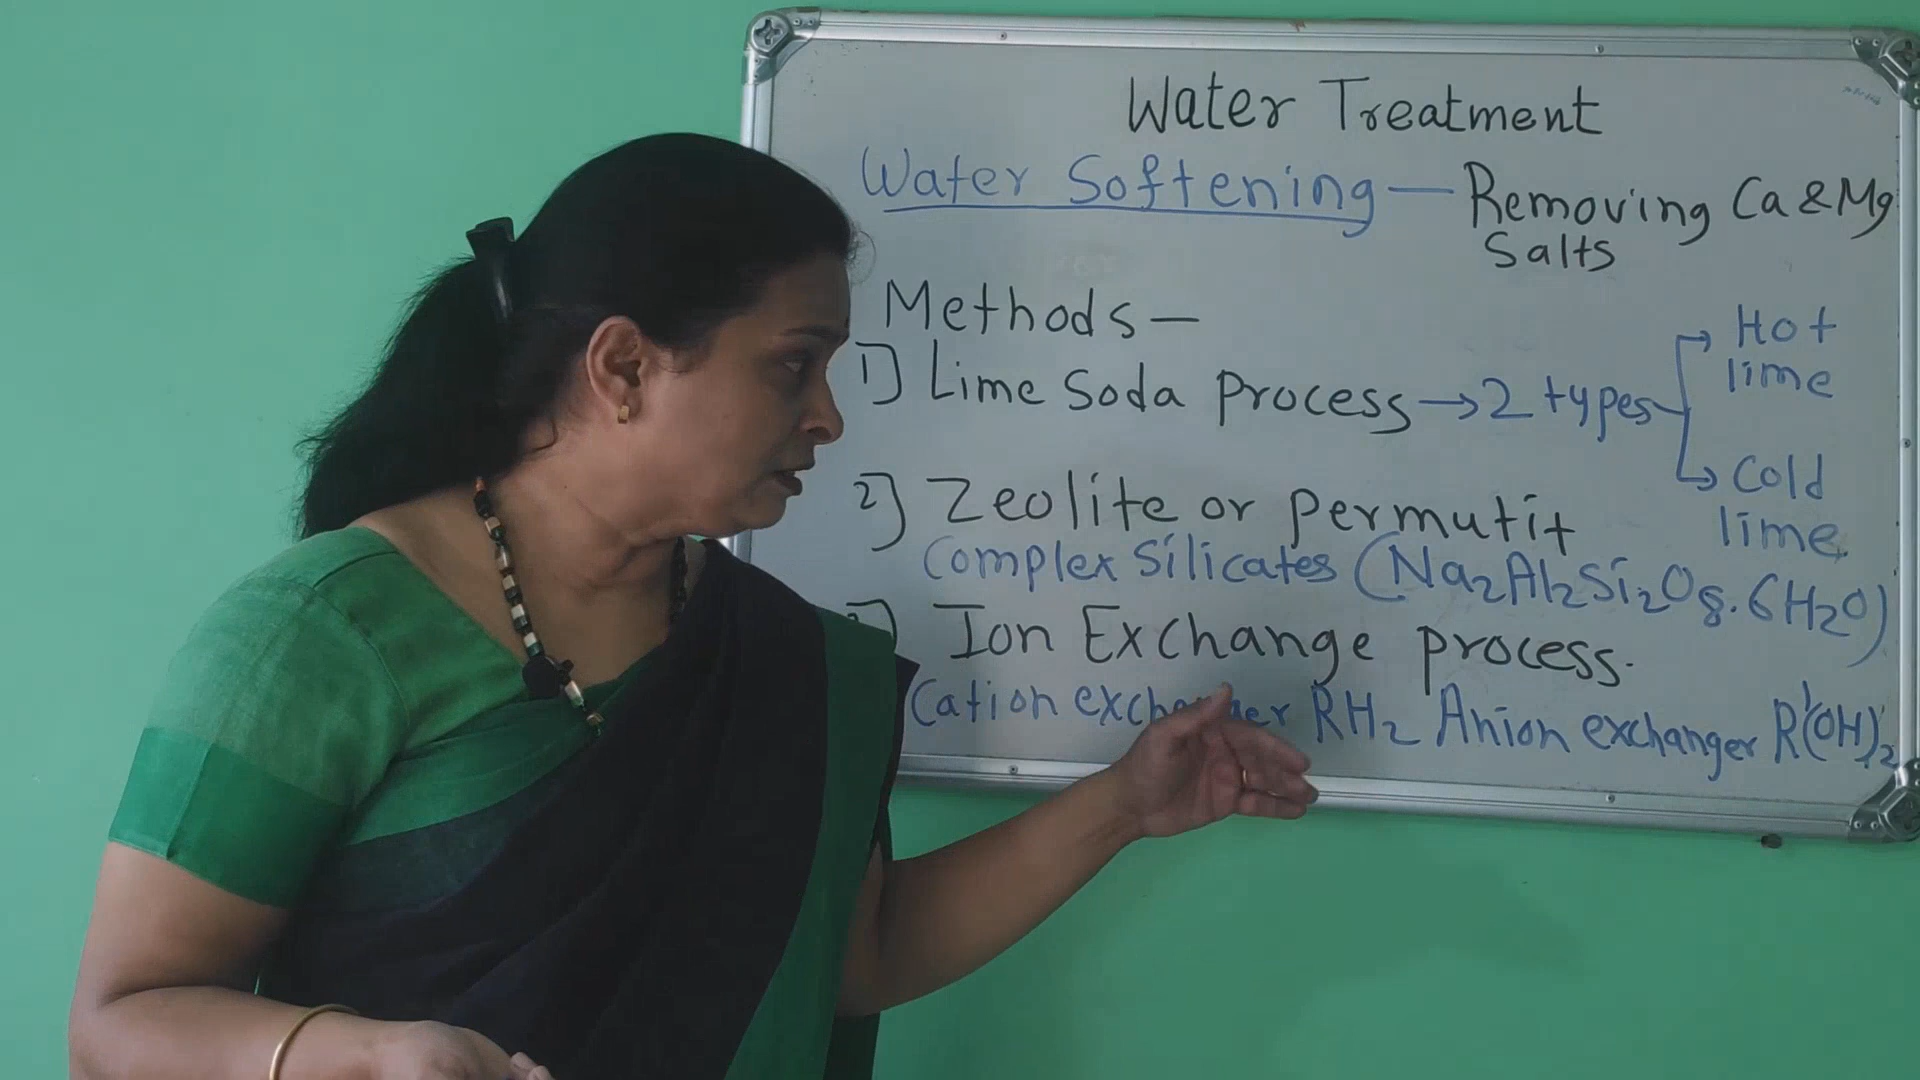 Water Treatment
Water Softening — Removing Ca & Mg
Salts
Methods —
1) Lime Soda Process → 2 types
Hot
lime
Cold
lime
2) Zeolite or permutit
Complex Silicates (Na2Al2Si2O8.6H2O)
Ion Exchange process.
Cation exchanger RH2 Anion exchanger R'(OH)2